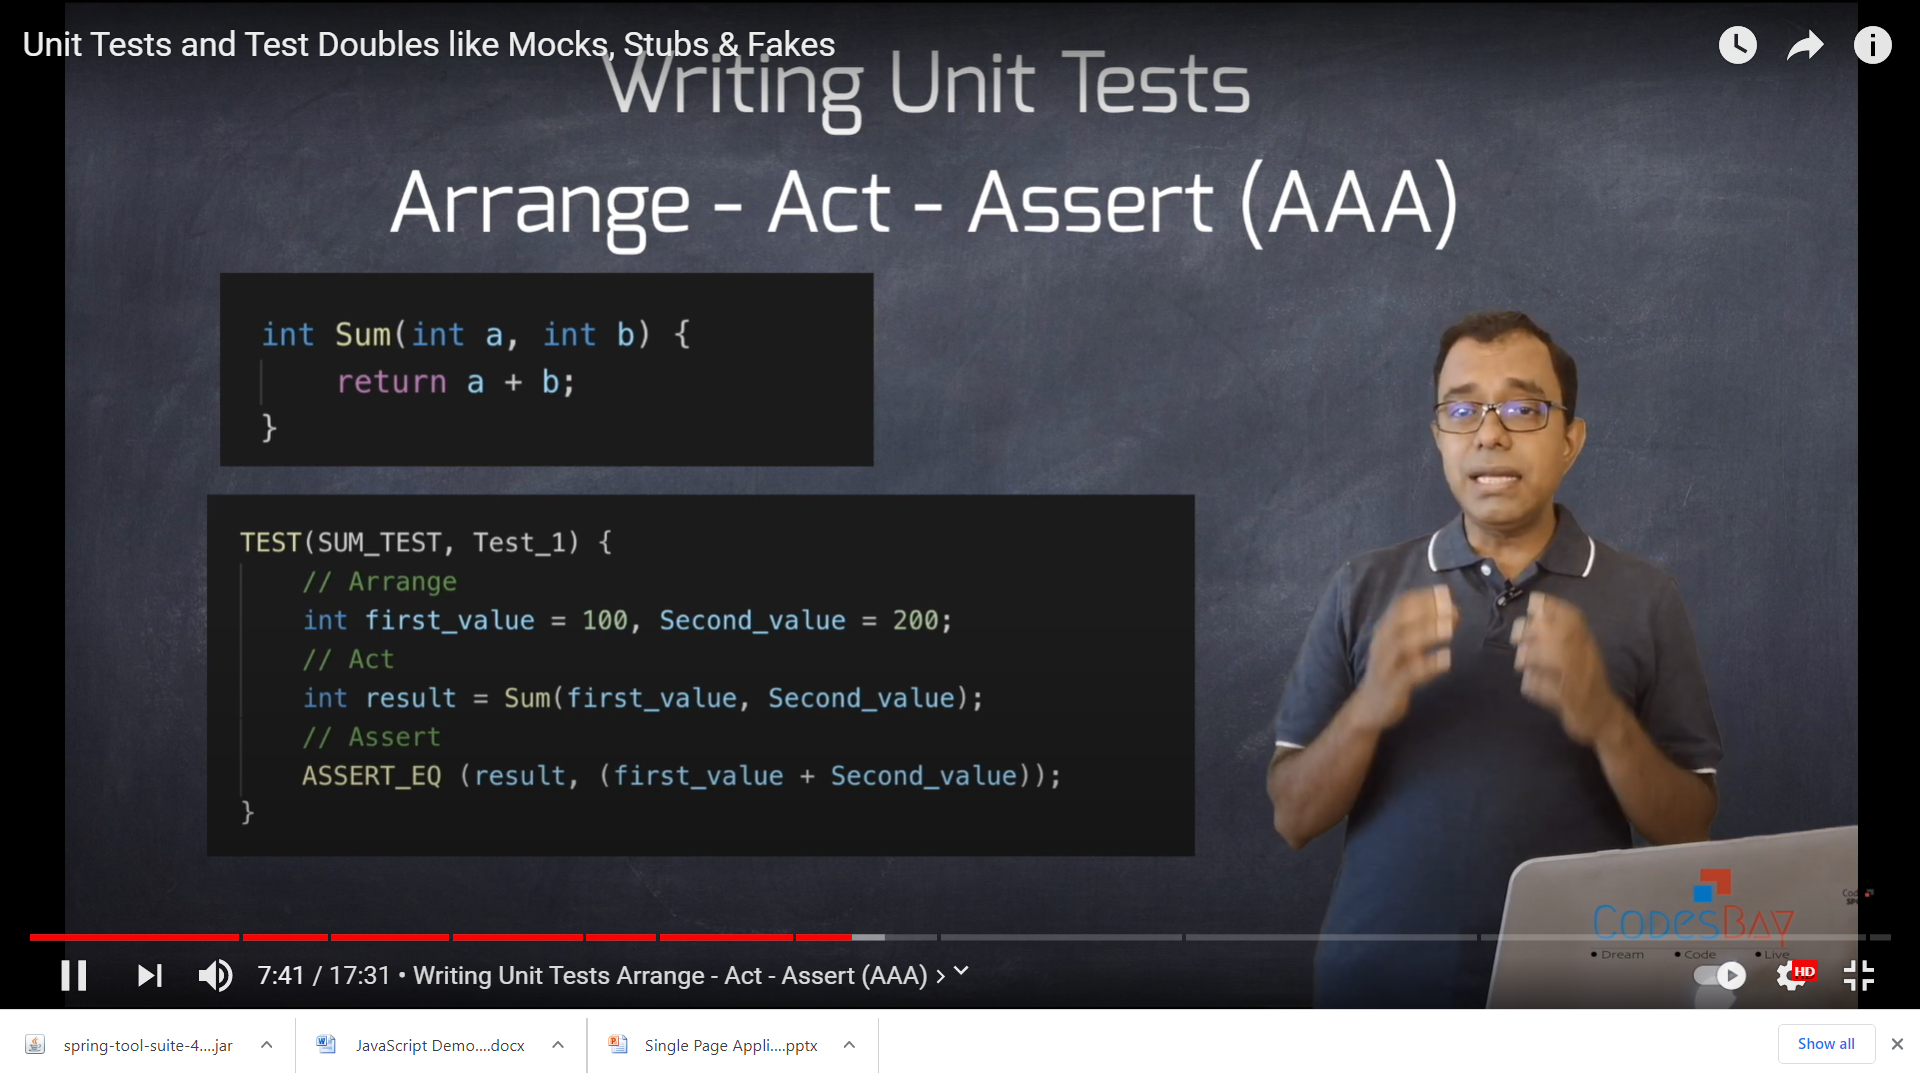 Unit Tests and Test Doubles like Mocks, Stubs & Fakes
Writing Unit Tests
Arrange - Act - Assert (AAA)
int Sum(int a, int b) {
return a + b;
}
TEST(SUM_TEST, Test_1) {
// Arrange
int first_value = 100, Second_value = 200;
// Act
int result = Sum(first_value, Second_value);
// Assert
ASSERT_EQ (result, (first_value + Second_value));
}
CODESBAY
• Dream • Code • Live
7:41 / 17:31 • Writing Unit Tests Arrange - Act - Assert (AAA) ›
HD
spring-tool-suite-4....jar
JavaScript Demo....docx
Single Page Appli....pptx
Show all